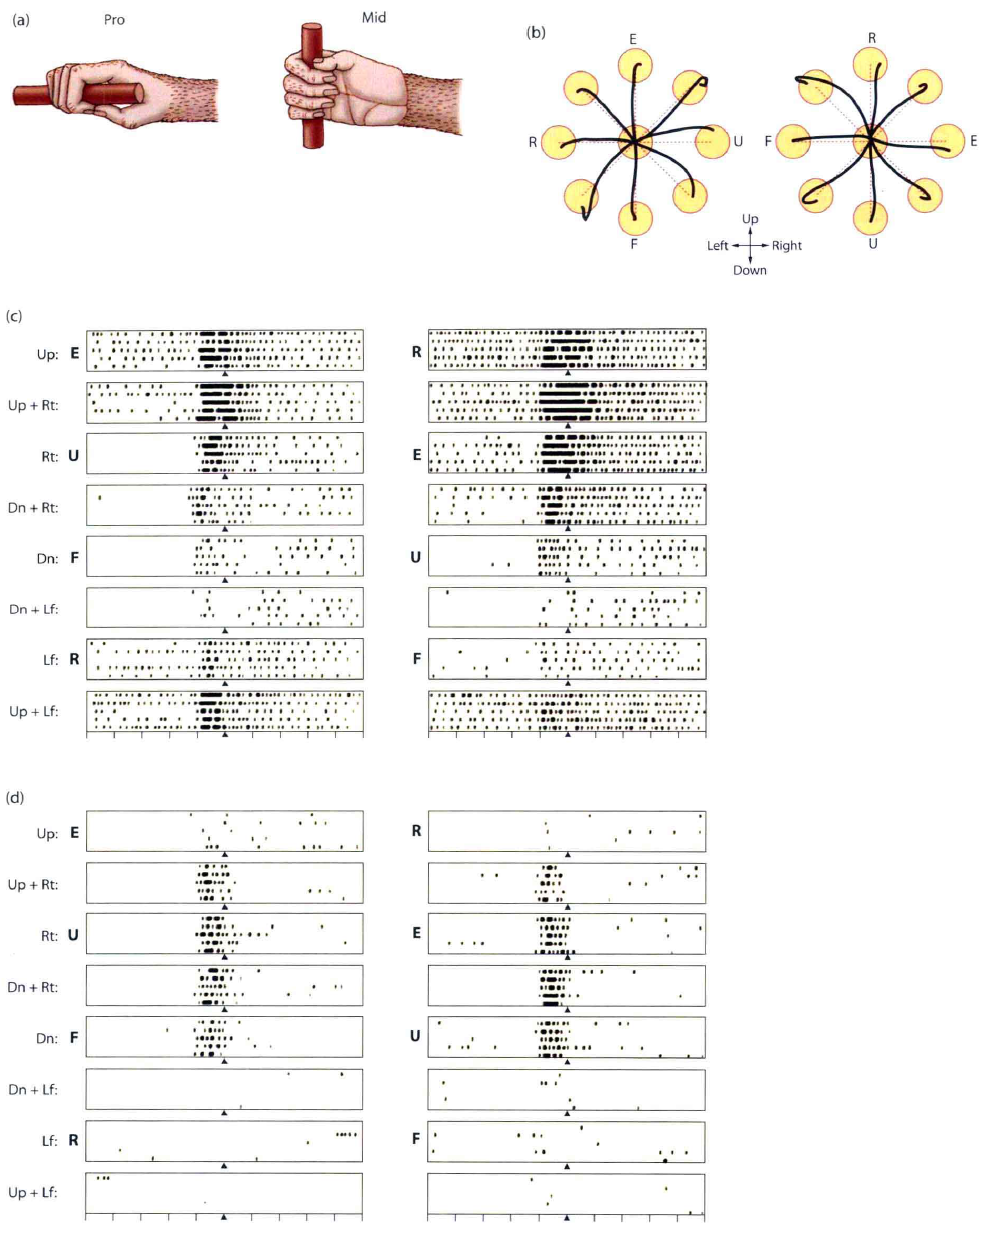 (a) Pro Mid
(b)
E R
R U F E
F U
Up
Left Right
Down
(c)
Up: E R
Up + Rt:
Rt: U E
Dn + Rt:
Dn: F U
Dn + Lf:
Lf: R F
Up + Lf:
(d)
Up: E R
Up + Rt:
Rt: U E
Dn + Rt:
Dn: F U
Dn + Lf:
Lf: R F
Up + Lf: